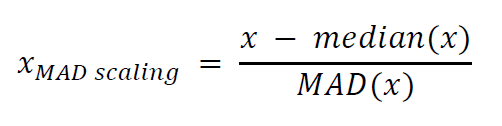 x_MAD scaling = (x − median(x)) / MAD(x)